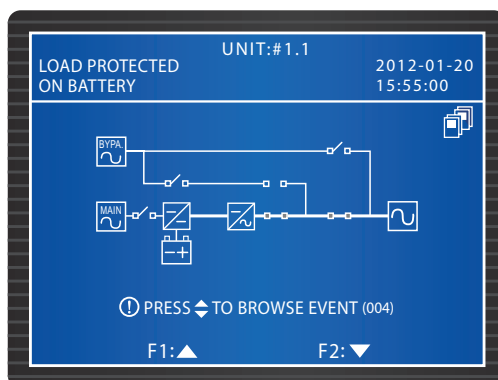 UNIT:#1.1
LOAD PROTECTED
ON BATTERY
2012-01-20
15:55:00
BYPA.
MAIN
PRESS TO BROWSE EVENT (004)
F1:
F2: